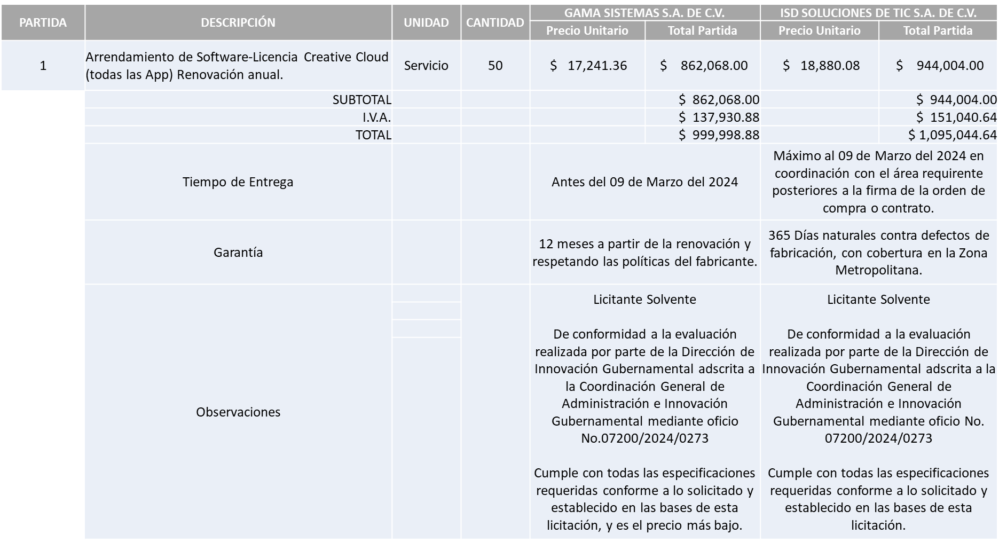 PARTIDA DESCRIPCIÓN UNIDAD CANTIDAD GAMA SISTEMAS S.A. DE C.V. ISD SOLUCIONES DE TIC S.A. DE C.V.
Precio Unitario Total Partida Precio Unitario Total Partida
1 Arrendamiento de Software-Licencia Creative Cloud
(todas las App) Renovación anual.
Servicio 50 $ 17,241.36 $ 862,068.00 $ 18,880.08 $ 944,004.00
SUBTOTAL $ 862,068.00 $ 944,004.00
I.V.A. $ 137,930.88 $ 151,040.64
TOTAL $ 999,998.88 $ 1,095,044.64
Tiempo de Entrega
Antes del 09 de Marzo del 2024
Máximo al 09 de Marzo del 2024 en
coordinación con el área requirente
posteriores a la firma de la orden de
compra o contrato.
Garantía
12 meses a partir de la renovación y
respetando las políticas del fabricante.
365 Días naturales contra defectos de
fabricación, con cobertura en la Zona
Metropolitana.
Observaciones
Licitante Solvente
De conformidad a la evaluación
realizada por parte de la Dirección de
Innovación Gubernamental adscrita a
la Coordinación General de
Administración e Innovación
Gubernamental mediante oficio
No.07200/2024/0273
Cumple con todas las especificaciones
requeridas conforme a lo solicitado y
establecido en las bases de esta
licitación, y es el precio más bajo.
Licitante Solvente
De conformidad a la evaluación
realizada por parte de la Dirección de
Innovación Gubernamental adscrita a la
Coordinación General de
Administración e Innovación
Gubernamental mediante oficio No.
07200/2024/0273
Cumple con todas las especificaciones
requeridas conforme a lo solicitado y
establecido en las bases de esta
licitación.